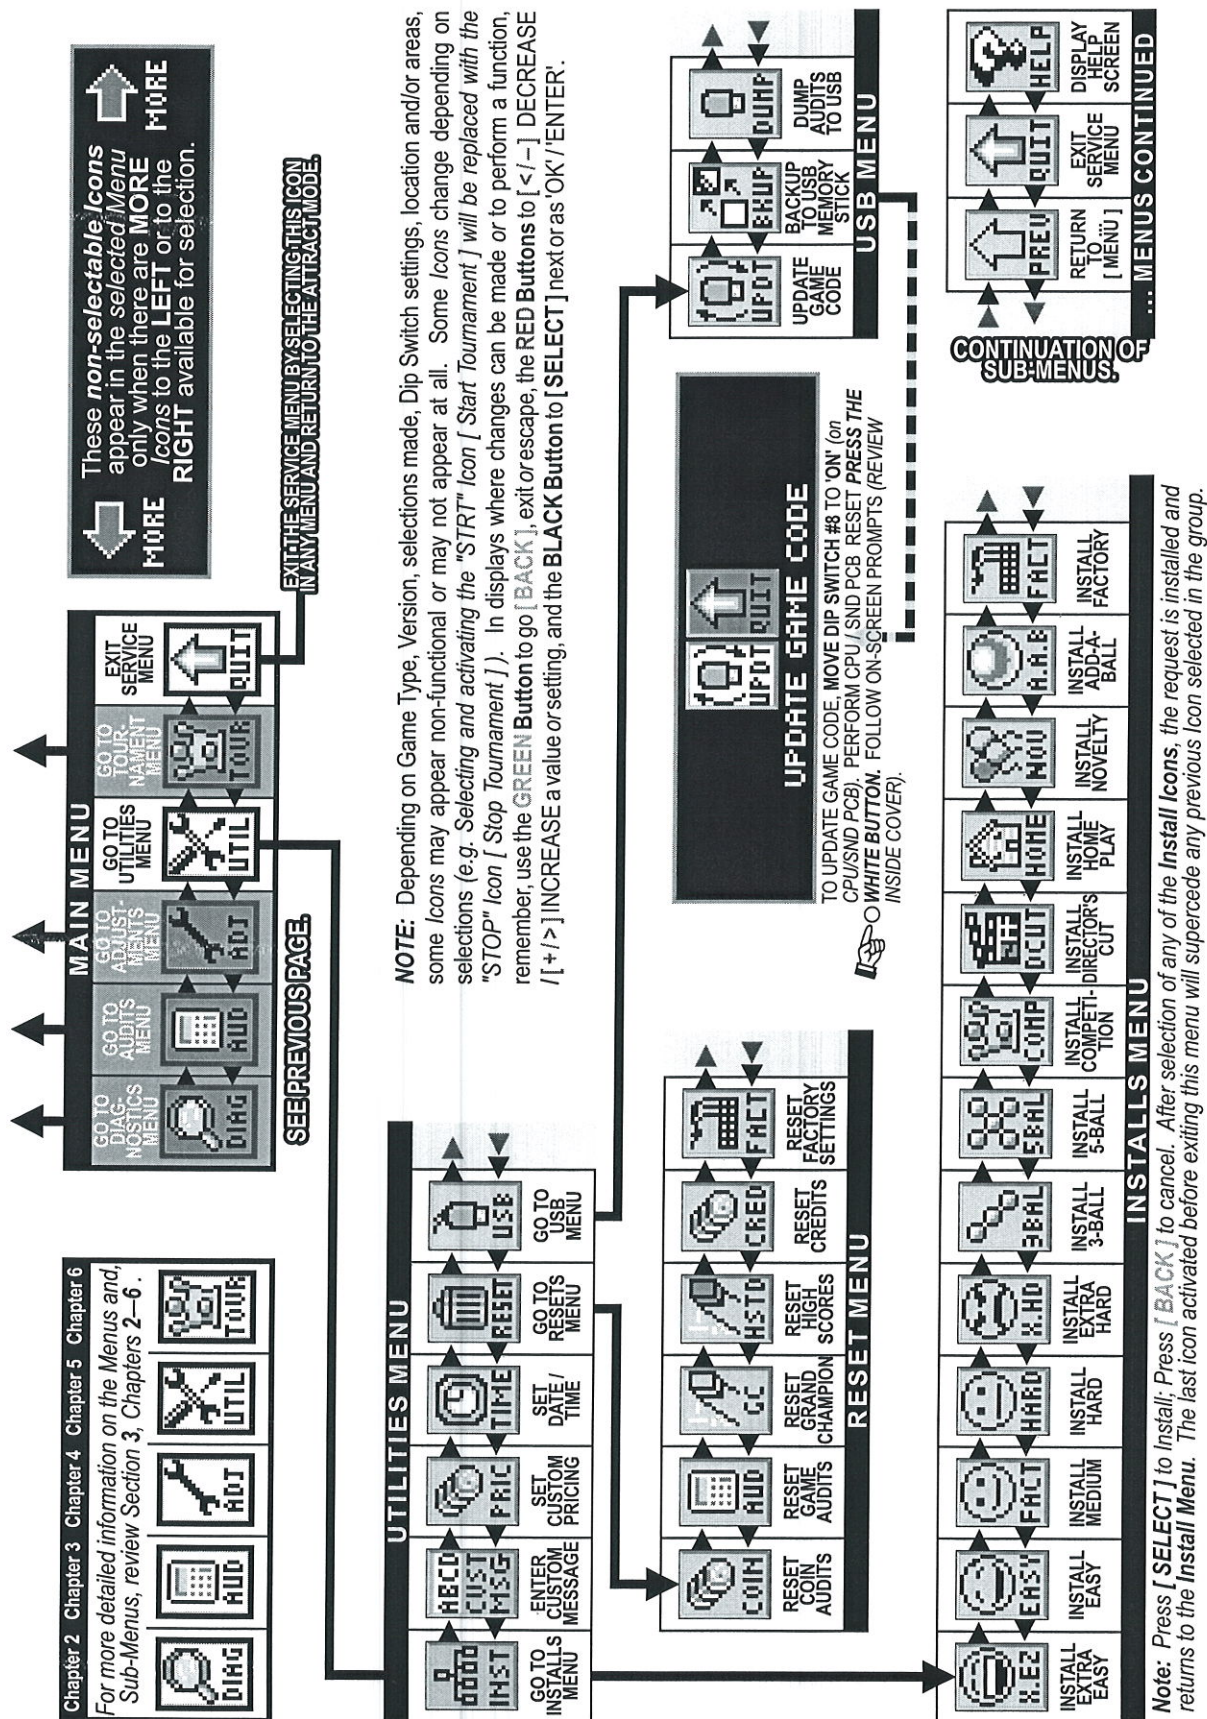 Chapter 2 Chapter 3 Chapter 4 Chapter 5 Chapter 6
For more detailed information on the Menus and,
Sub-Menus, review Section 3, Chapters 2—6 .
DIAG AUD ADJ UTIL TOUR
MAIN MENU
GO TO
DIAG-
NOSTICS
MENU
GO TO
AUDITS
MENU
GO TO
ADJUST-
MENTS
MENU
GO TO
UTILITIES
MENU
GO TO
TOUR-
NAMENT
MENU
EXIT
SERVICE
MENU
DIAG AUD ADJ UTIL TOUR QUIT
SEE PREVIOUS PAGE.
These non-selectable Icons
appear in the selected Menu
only when there are MORE
Icons to the LEFT or to the
RIGHT available for selection.
MORE
MORE
EXIT THE SERVICE MENU BY SELECTING THIS ICON
IN ANY MENU AND RETURN TO THE ATTRACT MODE.
UTILITIES MENU
INST
ABCD
CUST
MSG
PRIC TIME RESET USB
GO TO
INSTALLS
MENU
ENTER
CUSTOM
MESSAGE
SET
CUSTOM
PRICING
SET
DATE /
TIME
GO TO
RESETS
MENU
GO TO
USB
MENU
NOTE: Depending on Game Type, Version, selections made, Dip Switch settings, location and/or areas,
some Icons may appear non-functional or may not appear at all. Some Icons change depending on
selections (e.g. Selecting and activating the "STRT" Icon [ Start Tournament ] will be replaced with the
"STOP" Icon [ Stop Tournament ] ). In displays where changes can be made or to perform a function,
remember, use the GREEN Button to go [ BACK ], exit or escape, the RED Buttons to [ < / – ] DECREASE
/ [ + / > ] INCREASE a value or setting, and the BLACK Button to [ SELECT ] next or as 'OK' / 'ENTER'.
COIN AUD GC HSTD CRED FACT
RESET
COIN
AUDITS
RESET
GAME
AUDITS
RESET
GRAND
CHAMPION
RESET
HIGH
SCORES
RESET
CREDITS
RESET
FACTORY
SETTINGS
RESET MENU
UPDT QUIT
UPDATE GAME CODE
TO UPDATE GAME CODE, MOVE DIP SWITCH #8 TO 'ON' (on
CPU/SND PCB). PERFORM CPU / SND PCB RESET PRESS THE
WHITE BUTTON. FOLLOW ON-SCREEN PROMPTS (REVIEW
INSIDE COVER).
UPDT BKUP DUMP
UPDATE
GAME
CODE
BACKUP
TO USB
MEMORY
STICK
DUMP
AUDITS
TO USB
USB MENU
X.EZ EASY FACT HARD X.HD 3BAL 5BAL COMP DCUT HOME NOV A.A.B FACT
INSTALL
EXTRA
EASY
INSTALL
EASY
INSTALL
MEDIUM
INSTALL
HARD
INSTALL
EXTRA
HARD
INSTALL
3-BALL
INSTALL
5-BALL
INSTALL
COMPETI-
TION
INSTALL
DIRECTOR'S
CUT
INSTALL
HOME
PLAY
INSTALL
NOVELTY
INSTALL
ADD-A-
BALL
INSTALL
FACTORY
INSTALLS MENU
CONTINUATION OF
SUB-MENUS.
PREV QUIT HELP
RETURN
TO ...
[ MENU ]
EXIT
SERVICE
MENU
DISPLAY
HELP
SCREEN
... MENUS CONTINUED
Note: Press [ SELECT ] to Install; Press [ BACK ] to cancel. After selection of any of the Install Icons, the request is installed and
returns to the Install Menu. The last icon activated before exiting this menu will supercede any previous Icon selected in the group.